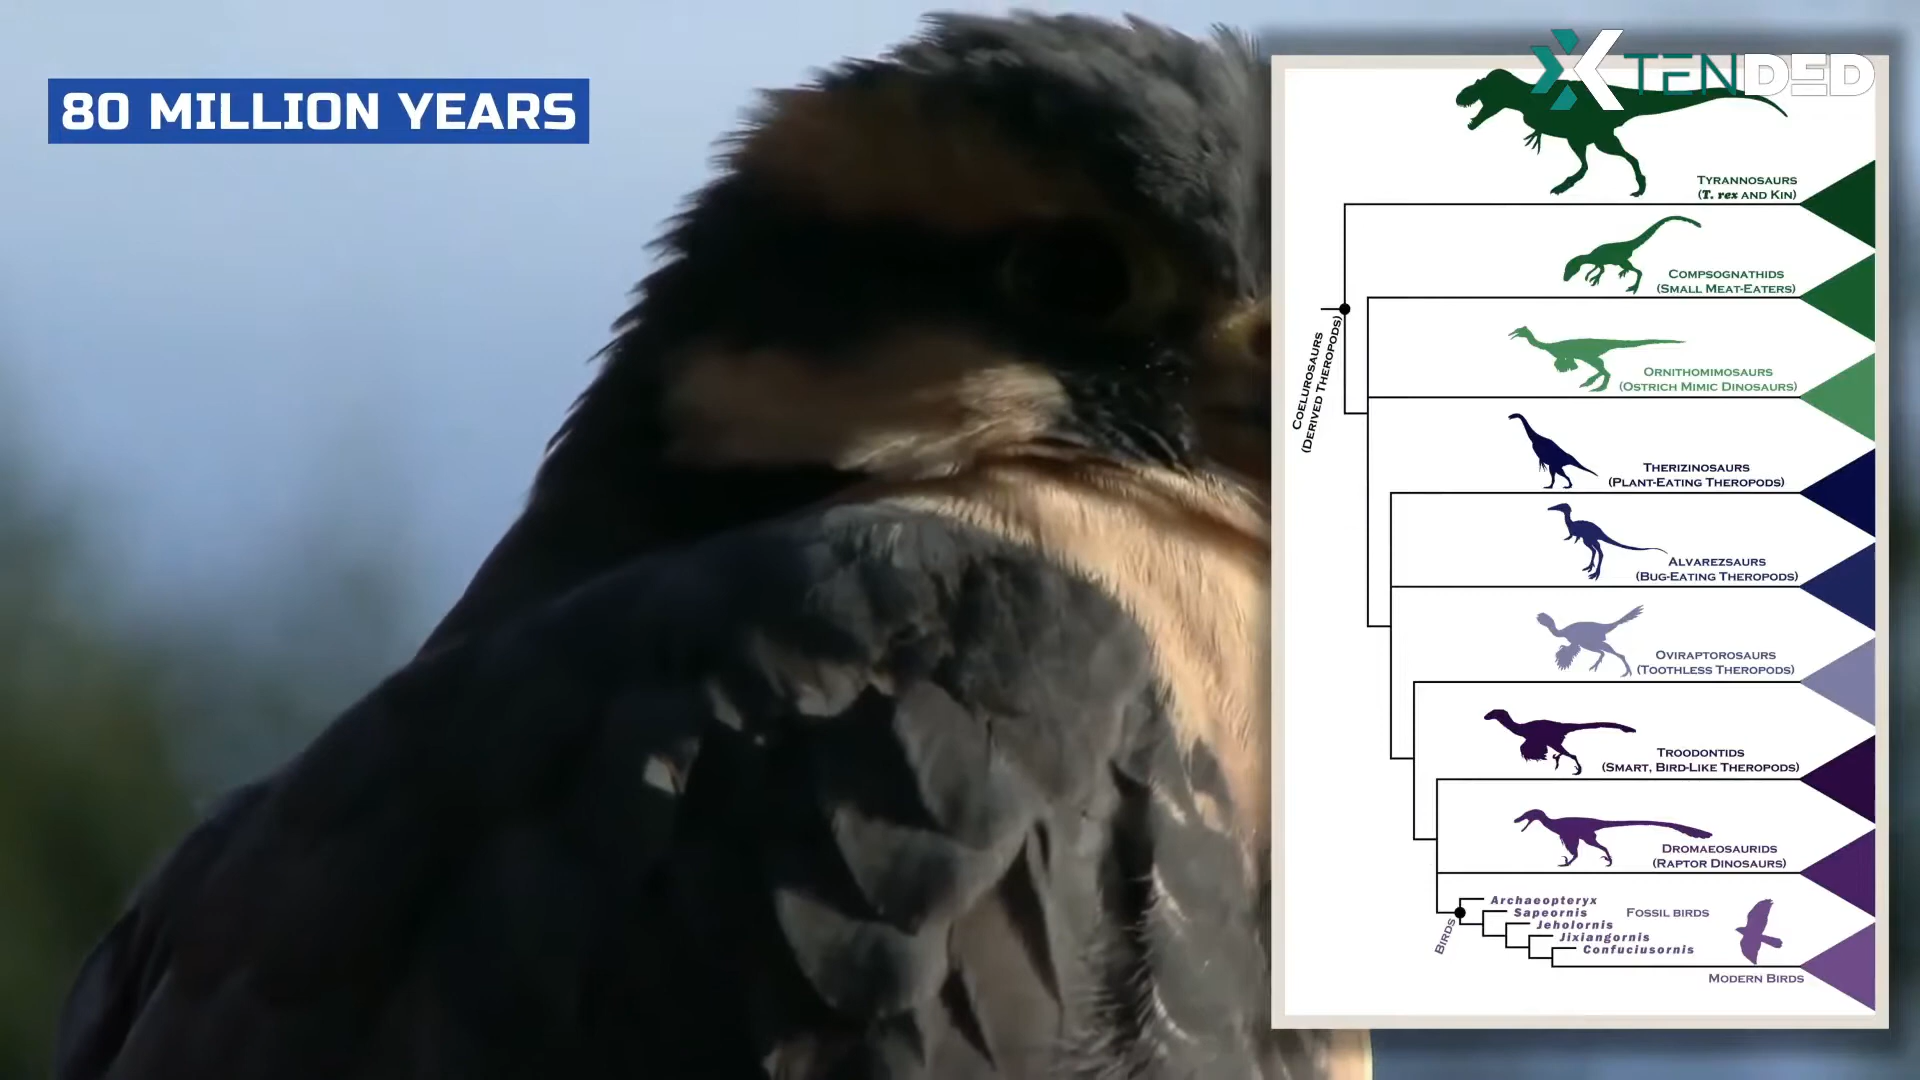 80 MILLION YEARS
XTENDED
TYRANNOSAURS
(T. rex AND KIN)
COMPSOGNATHIDS
(SMALL MEAT-EATERS)
ORNITHOMIMOSAURS
(OSTRICH MIMIC DINOSAURS)
COELUROSAURS
(DERIVED THEROPODS)
THERIZINOSAURS
(PLANT-EATING THEROPODS)
ALVAREZSAURS
(BUG-EATING THEROPODS)
OVIRAPTOROSAURS
(TOOTHLESS THEROPODS)
TROODONTIDS
(SMART, BIRD-LIKE THEROPODS)
DROMAEOSAURIDS
(RAPTOR DINOSAURS)
BIRDS
Archaeopteryx
Sapeornis
FOSSIL BIRDS
Jeholornis
Jixiangornis
Confuciusornis
MODERN BIRDS